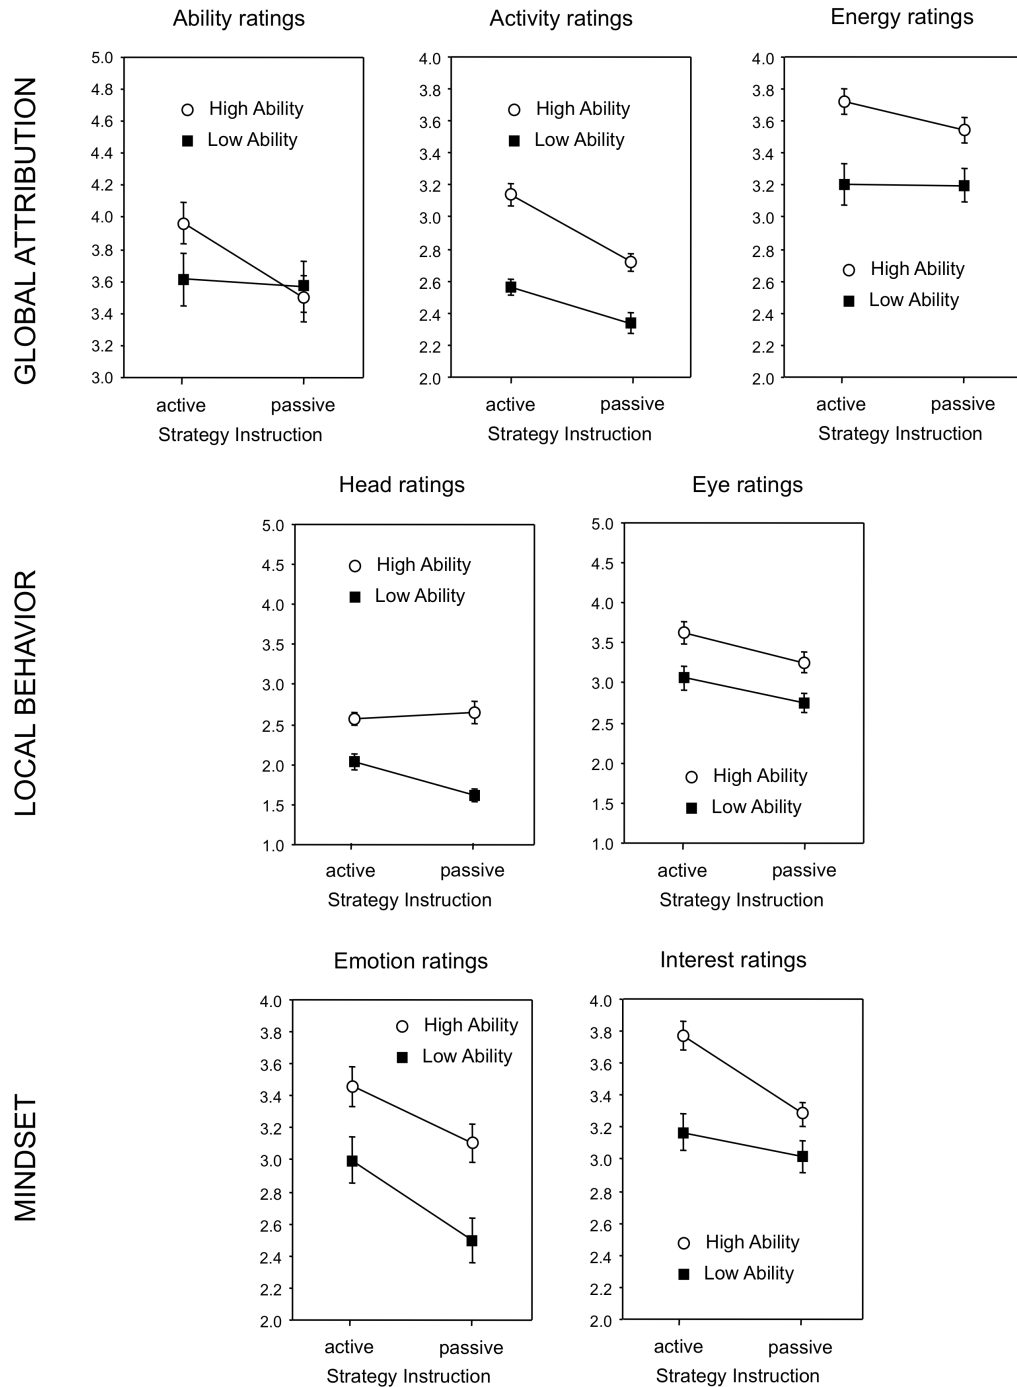 Ability ratings
Activity ratings
Energy ratings
GLOBAL ATTRIBUTION
5.0
4.8
4.6
4.4
4.2
4.0
3.8
3.6
3.4
3.2
3.0
High Ability
Low Ability
active
passive
Strategy Instruction
4.0
3.8
3.6
3.4
3.2
3.0
2.8
2.6
2.4
2.2
2.0
High Ability
Low Ability
active
passive
Strategy Instruction
4.0
3.8
3.6
3.4
3.2
3.0
2.8
2.6
2.4
2.2
2.0
High Ability
Low Ability
active
passive
Strategy Instruction
LOCAL BEHAVIOR
Head ratings
5.0
4.5
4.0
3.5
3.0
2.5
2.0
1.5
1.0
High Ability
Low Ability
active
passive
Strategy Instruction
Eye ratings
5.0
4.5
4.0
3.5
3.0
2.5
2.0
1.5
1.0
High Ability
Low Ability
active
passive
Strategy Instruction
MINDSET
Emotion ratings
4.0
3.8
3.6
3.4
3.2
3.0
2.8
2.6
2.4
2.2
2.0
High Ability
Low Ability
active
passive
Strategy Instruction
Interest ratings
4.0
3.8
3.6
3.4
3.2
3.0
2.8
2.6
2.4
2.2
2.0
High Ability
Low Ability
active
passive
Strategy Instruction